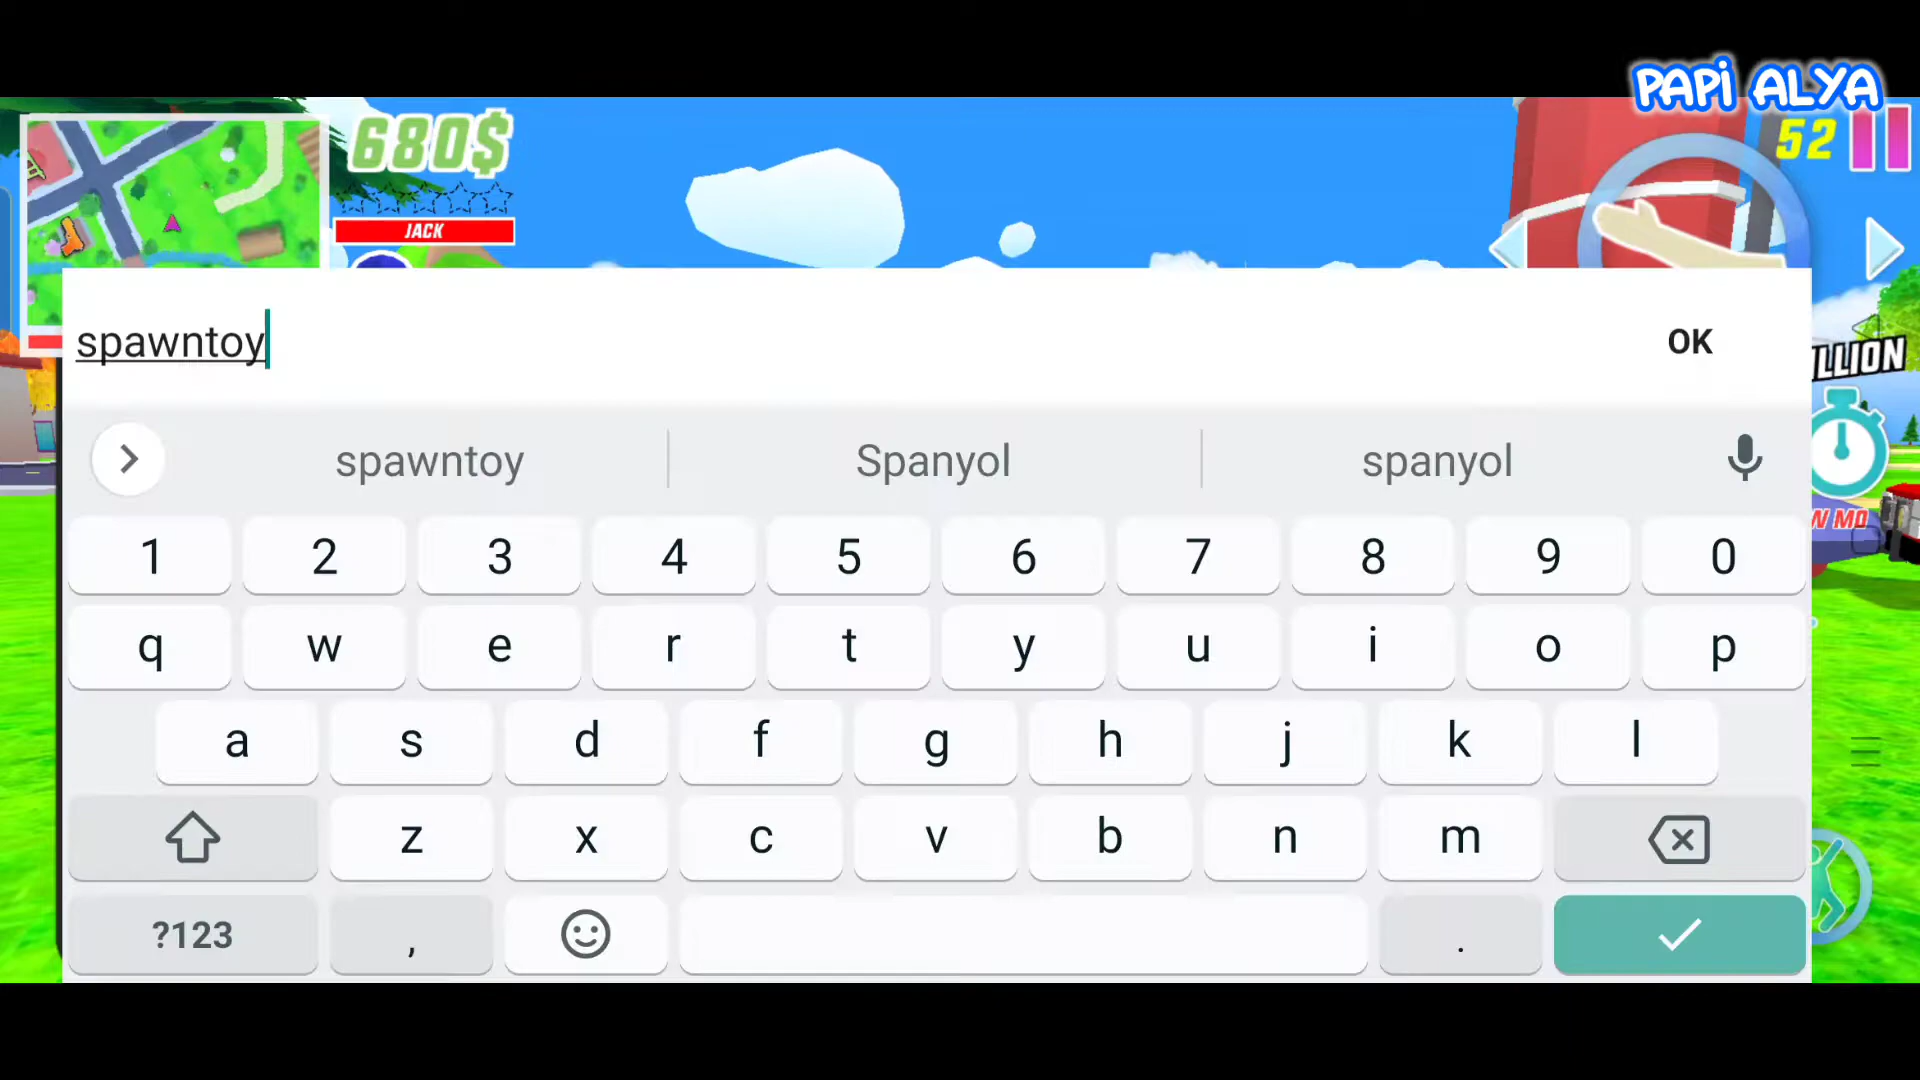 PAPi ALYA
680$
52
JACK
spawntoy
OK
LLION
spawntoy Spanyol spanyol
1 2 3 4 5 6 7 8 9 0
W MO
q w e r t y u i o p
a s d f g h j k l
z x c v b n m
?123 , .